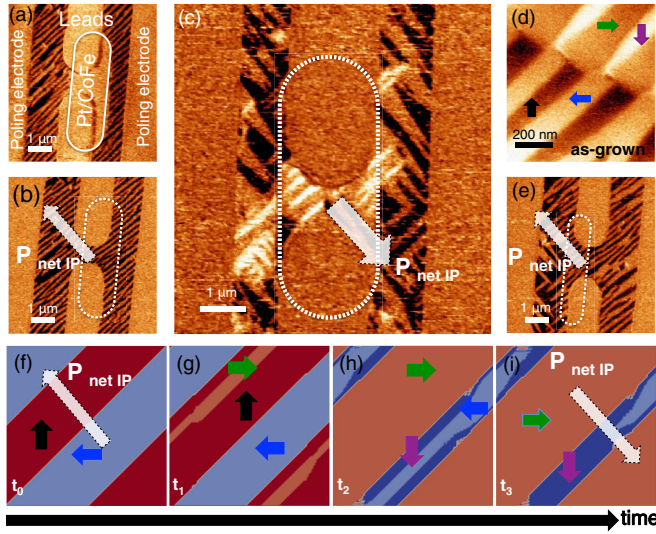 (a)
Leads
Poling electrode
Pt/CoFe
Poling electrode
1 µm
(b)
P net IP
1 µm
(c)
P net IP
1 µm
(d)
200 nm
as-grown
(e)
P net IP
1 µm
(f)
P net IP
t0
(g)
t1
(h)
t2
(i)
P net IP
t3
time